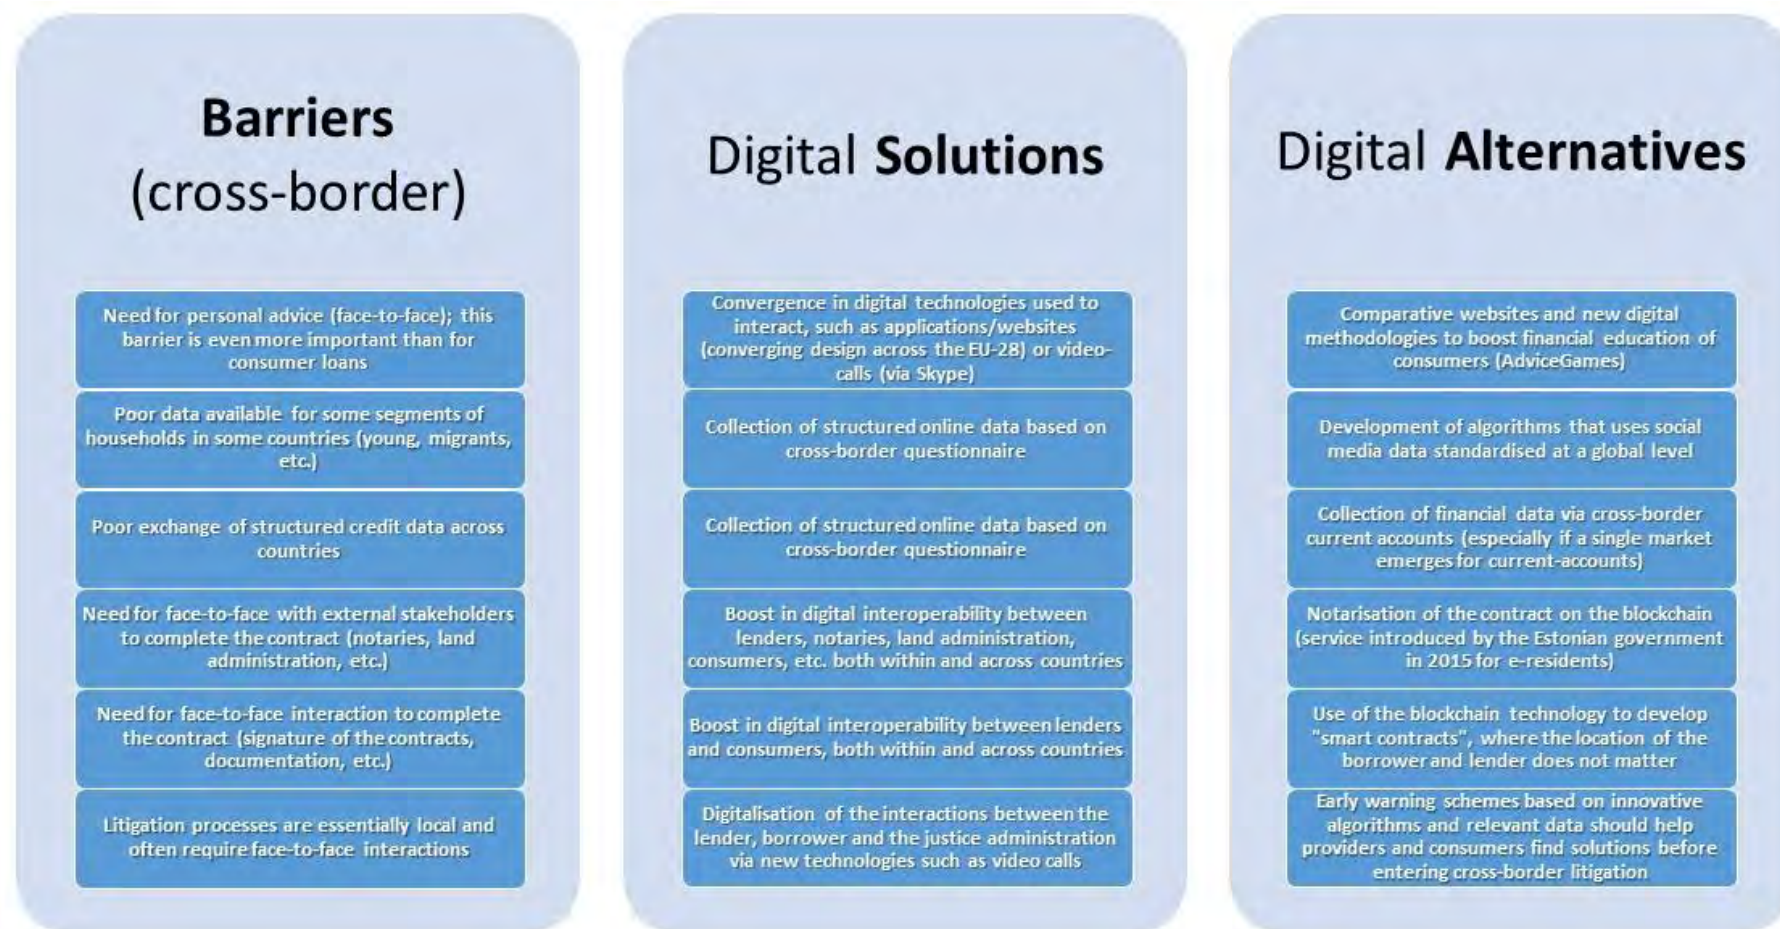 Barriers
(cross-border)
Need for personal advice (face-to-face); this
barrier is even more important than for
consumer loans
Poor data available for some segments of
households in some countries (young, migrants,
etc.)
Poor exchange of structured credit data across
countries
Need for face-to-face with external stakeholders
to complete the contract (notaries, land
administration, etc.)
Need for face-to-face interaction to complete
the contract (signature of the contracts,
documentation, etc.)
Litigation processes are essentially local and
often require face-to-face interactions
Digital Solutions
Convergence in digital technologies used to
interact, such as applications/websites
(converging design across the EU-28) or video-
calls (via Skype)
Collection of structured online data based on
cross-border questionnaire
Collection of structured online data based on
cross-border questionnaire
Boost in digital interoperability between
lenders, notaries, land administration,
consumers, etc. both within and across countries
Boost in digital interoperability between lenders
and consumers, both within and across countries
Digitalisation of the interactions between the
lender, borrower and the justice administration
via new technologies such as video calls
Digital Alternatives
Comparative websites and new digital
methodologies to boost financial education of
consumers (AdviceGames)
Development of algorithms that uses social
media data standardised at a global level
Collection of financial data via cross-border
current accounts (especially if a single market
emerges for current-accounts)
Notarisation of the contract on the blockchain
(service introduced by the Estonian government
in 2015 for e-residents)
Use of the blockchain technology to develop
"smart contracts", where the location of the
borrower and lender does not matter
Early warning schemes based on innovative
algorithms and relevant data should help
providers and consumers find solutions before
entering cross-border litigation